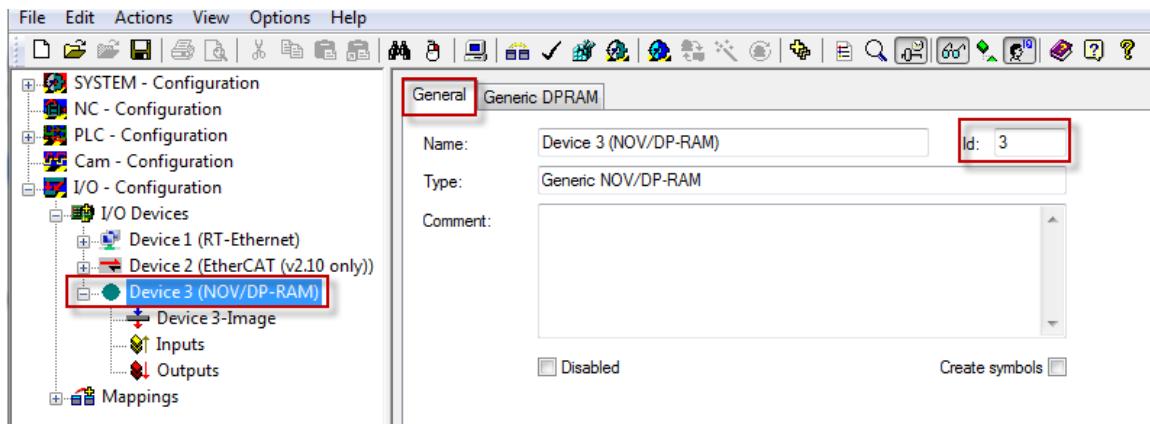 File Edit Actions View Options Help
SYSTEM - Configuration
NC - Configuration
PLC - Configuration
Cam - Configuration
I/O - Configuration
I/O Devices
Device 1 (RT-Ethernet)
Device 2 (EtherCAT (v2.10 only))
Device 3 (NOV/DP-RAM)
Device 3-Image
Inputs
Outputs
Mappings
General Generic DPRAM
Name: Device 3 (NOV/DP-RAM) Id: 3
Type: Generic NOV/DP-RAM
Comment:
Disabled Create symbols